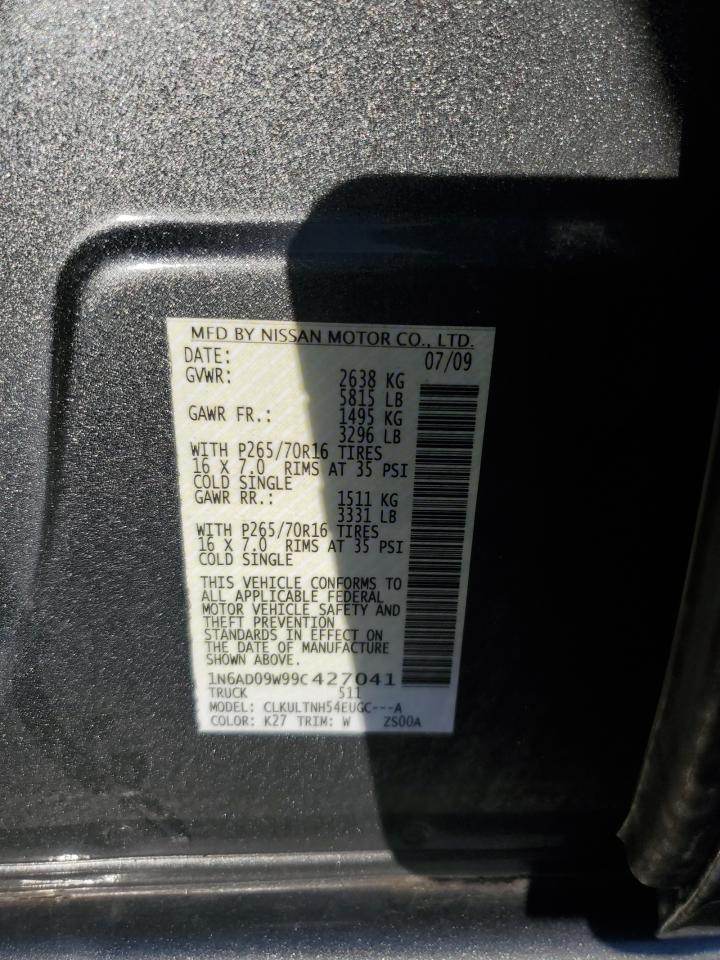 MFD BY NISSAN MOTOR CO., LTD.
DATE: 07/09
GVWR: 2638 KG
5815 LB
GAWR FR.: 1495 KG
3296 LB
WITH P265/70R16 TIRES
16 X 7.0 RIMS AT 35 PSI
COLD SINGLE
GAWR RR.: 1511 KG
3331 LB
WITH P265/70R16 TIRES
16 X 7.0 RIMS AT 35 PSI
COLD SINGLE
THIS VEHICLE CONFORMS TO
ALL APPLICABLE FEDERAL
MOTOR VEHICLE SAFETY AND
THEFT PREVENTION
STANDARDS IN EFFECT ON
THE DATE OF MANUFACTURE
SHOWN ABOVE.
1N6AD09W99C427041
TRUCK 511
MODEL: CLKULTNH54EUGC---A
COLOR: K27 TRIM: W ZS00A